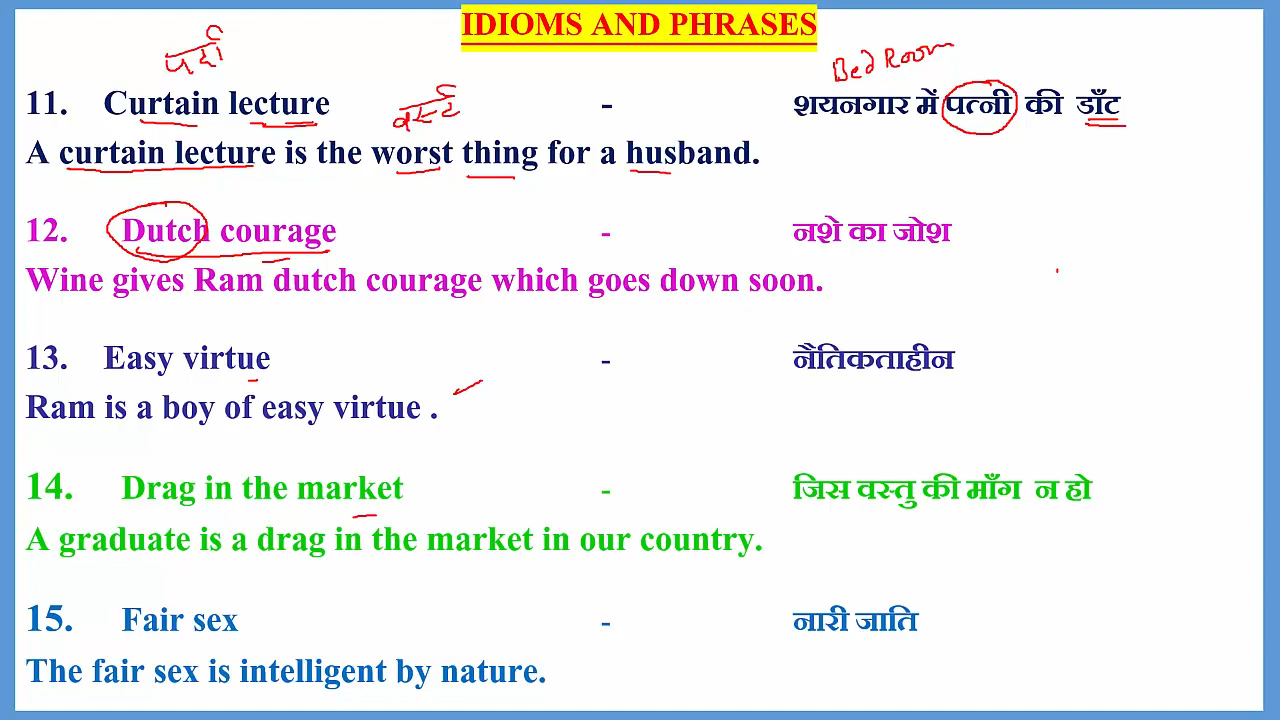 IDIOMS AND PHRASES
पर्दा
Bed Room
11. Curtain lecture - शयनगार में पत्नी की डाँट
वर्स्ट
A curtain lecture is the worst thing for a husband.
12. Dutch courage - नशे का जोश
Wine gives Ram dutch courage which goes down soon.
13. Easy virtue - नैतिकताहीन
Ram is a boy of easy virtue .
14. Drag in the market - जिस वस्तु की माँग न हो
A graduate is a drag in the market in our country.
15. Fair sex - नारी जाति
The fair sex is intelligent by nature.